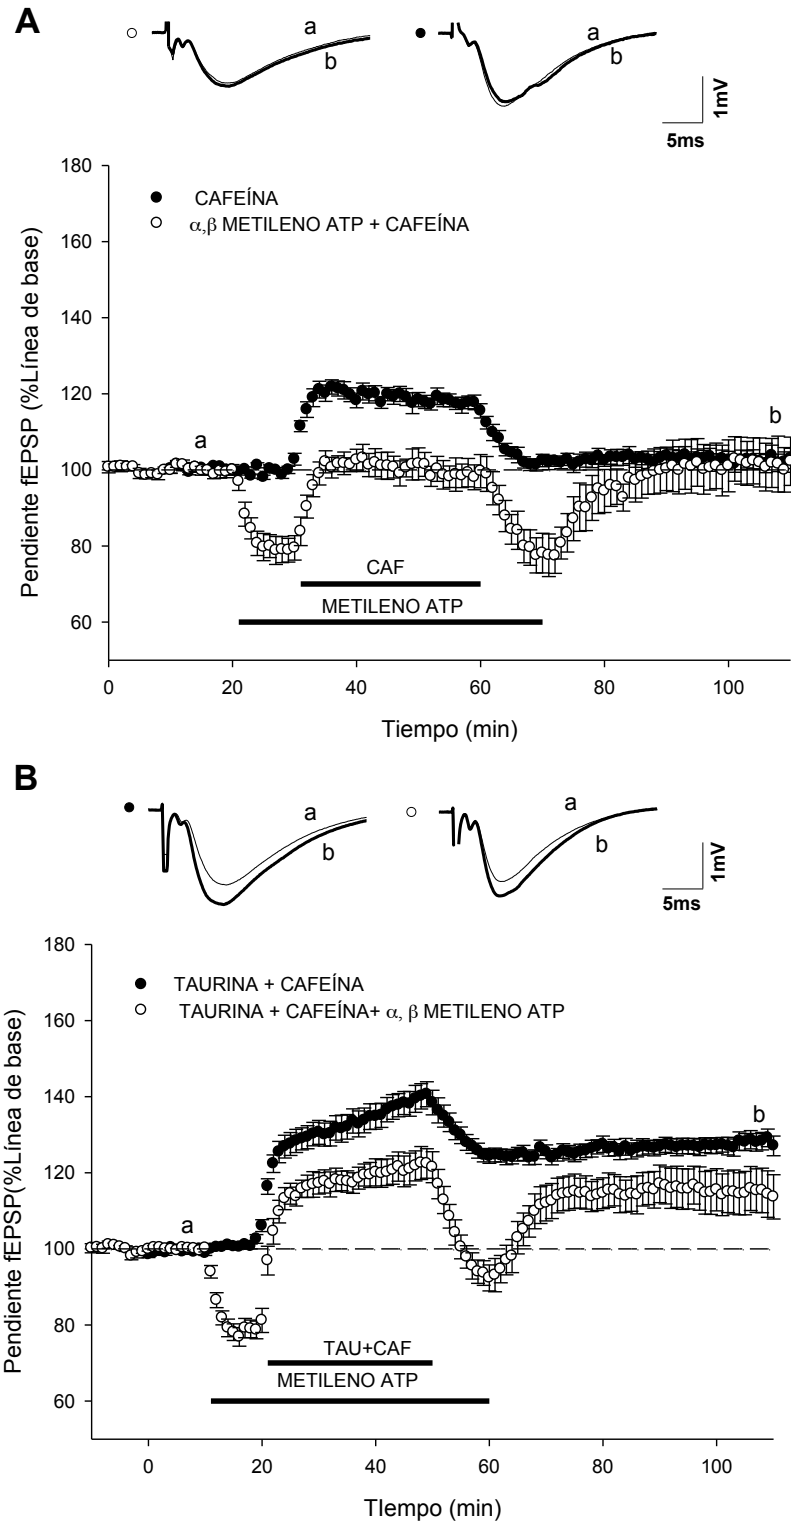 A
a
b
a
b
1mV
5ms
180
160
140
120
100
80
60
Pendiente fEPSP (%Línea de base)
CAFEÍNA
α,β METILENO ATP + CAFEÍNA
a
b
CAF
METILENO ATP
0
20
40
60
80
100
Tiempo (min)
B
a
b
a
b
1mV
5ms
180
160
140
120
100
80
60
Pendiente fEPSP(%Línea de base)
TAURINA + CAFEÍNA
TAURINA + CAFEÍNA+ α, β METILENO ATP
a
b
TAU+CAF
METILENO ATP
0
20
40
60
80
100
TIempo (min)